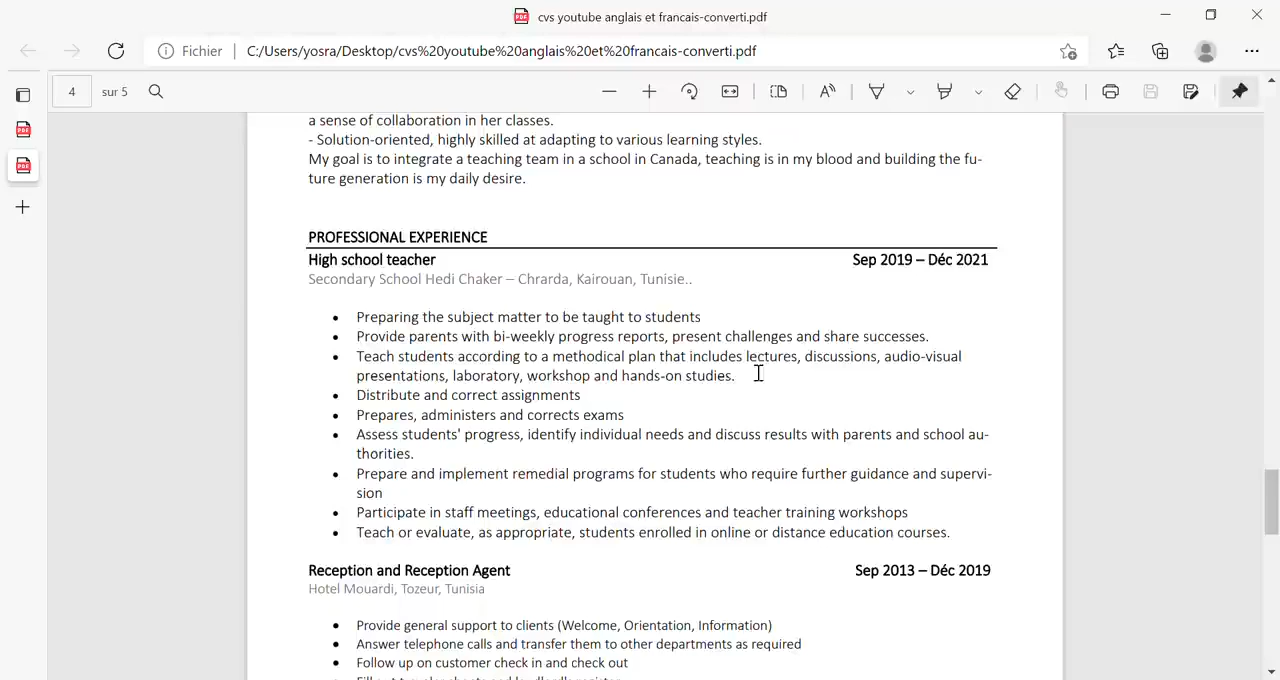 cvs youtube anglais et francais-converti.pdf
Fichier C:/Users/yosra/Desktop/cvs%20youtube%20anglais%20et%20francais-converti.pdf
4 sur 5
a sense of collaboration in her classes.
- Solution-oriented, highly skilled at adapting to various learning styles.
My goal is to integrate a teaching team in a school in Canada, teaching is in my blood and building the fu-
ture generation is my daily desire.
PROFESSIONAL EXPERIENCE
High school teacher Sep 2019 – Déc 2021
Secondary School Hedi Chaker – Chrarda, Kairouan, Tunisie..
• Preparing the subject matter to be taught to students
• Provide parents with bi-weekly progress reports, present challenges and share successes.
• Teach students according to a methodical plan that includes lectures, discussions, audio-visual
presentations, laboratory, workshop and hands-on studies.
• Distribute and correct assignments
• Prepares, administers and corrects exams
• Assess students' progress, identify individual needs and discuss results with parents and school au-
thorities.
• Prepare and implement remedial programs for students who require further guidance and supervi-
sion
• Participate in staff meetings, educational conferences and teacher training workshops
• Teach or evaluate, as appropriate, students enrolled in online or distance education courses.
Reception and Reception Agent Sep 2013 – Déc 2019
Hotel Mouardi, Tozeur, Tunisia
• Provide general support to clients (Welcome, Orientation, Information)
• Answer telephone calls and transfer them to other departments as required
• Follow up on customer check in and check out